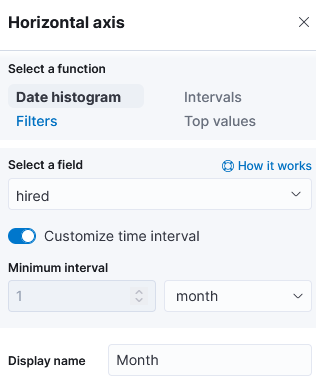 Horizontal axis
Select a function
Date histogram Intervals
Filters Top values
Select a field How it works
hired
Customize time interval
Minimum interval
1 month
Display name Month